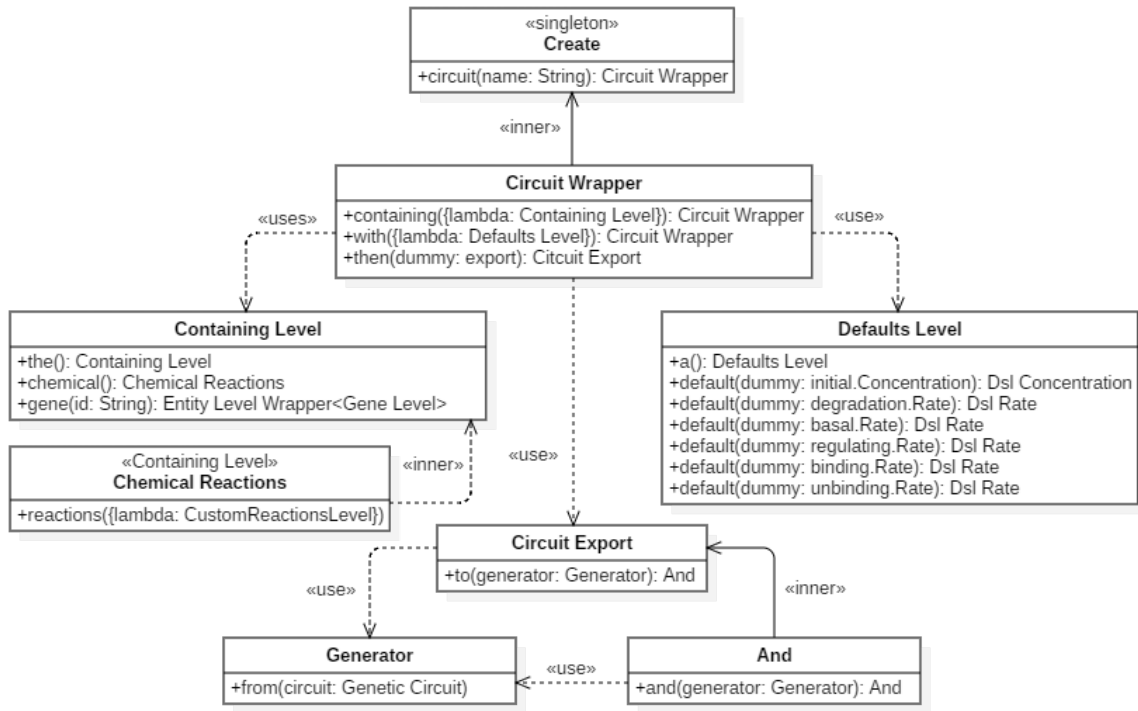 «singleton»
Create
+circuit(name: String): Circuit Wrapper
«inner»
Circuit Wrapper
+containing({lambda: Containing Level}): Circuit Wrapper
+with({lambda: Defaults Level}): Circuit Wrapper
+then(dummy: export): Citcuit Export
«uses»
«use»
Containing Level
+the(): Containing Level
+chemical(): Chemical Reactions
+gene(id: String): Entity Level Wrapper<Gene Level>
Defaults Level
+a(): Defaults Level
+default(dummy: initial.Concentration): Dsl Concentration
+default(dummy: degradation.Rate): Dsl Rate
+default(dummy: basal.Rate): Dsl Rate
+default(dummy: regulating.Rate): Dsl Rate
+default(dummy: binding.Rate): Dsl Rate
+default(dummy: unbinding.Rate): Dsl Rate
«Containing Level»
Chemical Reactions
+reactions({lambda: CustomReactionsLevel})
«inner»
«use»
Circuit Export
+to(generator: Generator): And
«use»
«inner»
Generator
+from(circuit: Genetic Circuit)
«use»
And
+and(generator: Generator): And